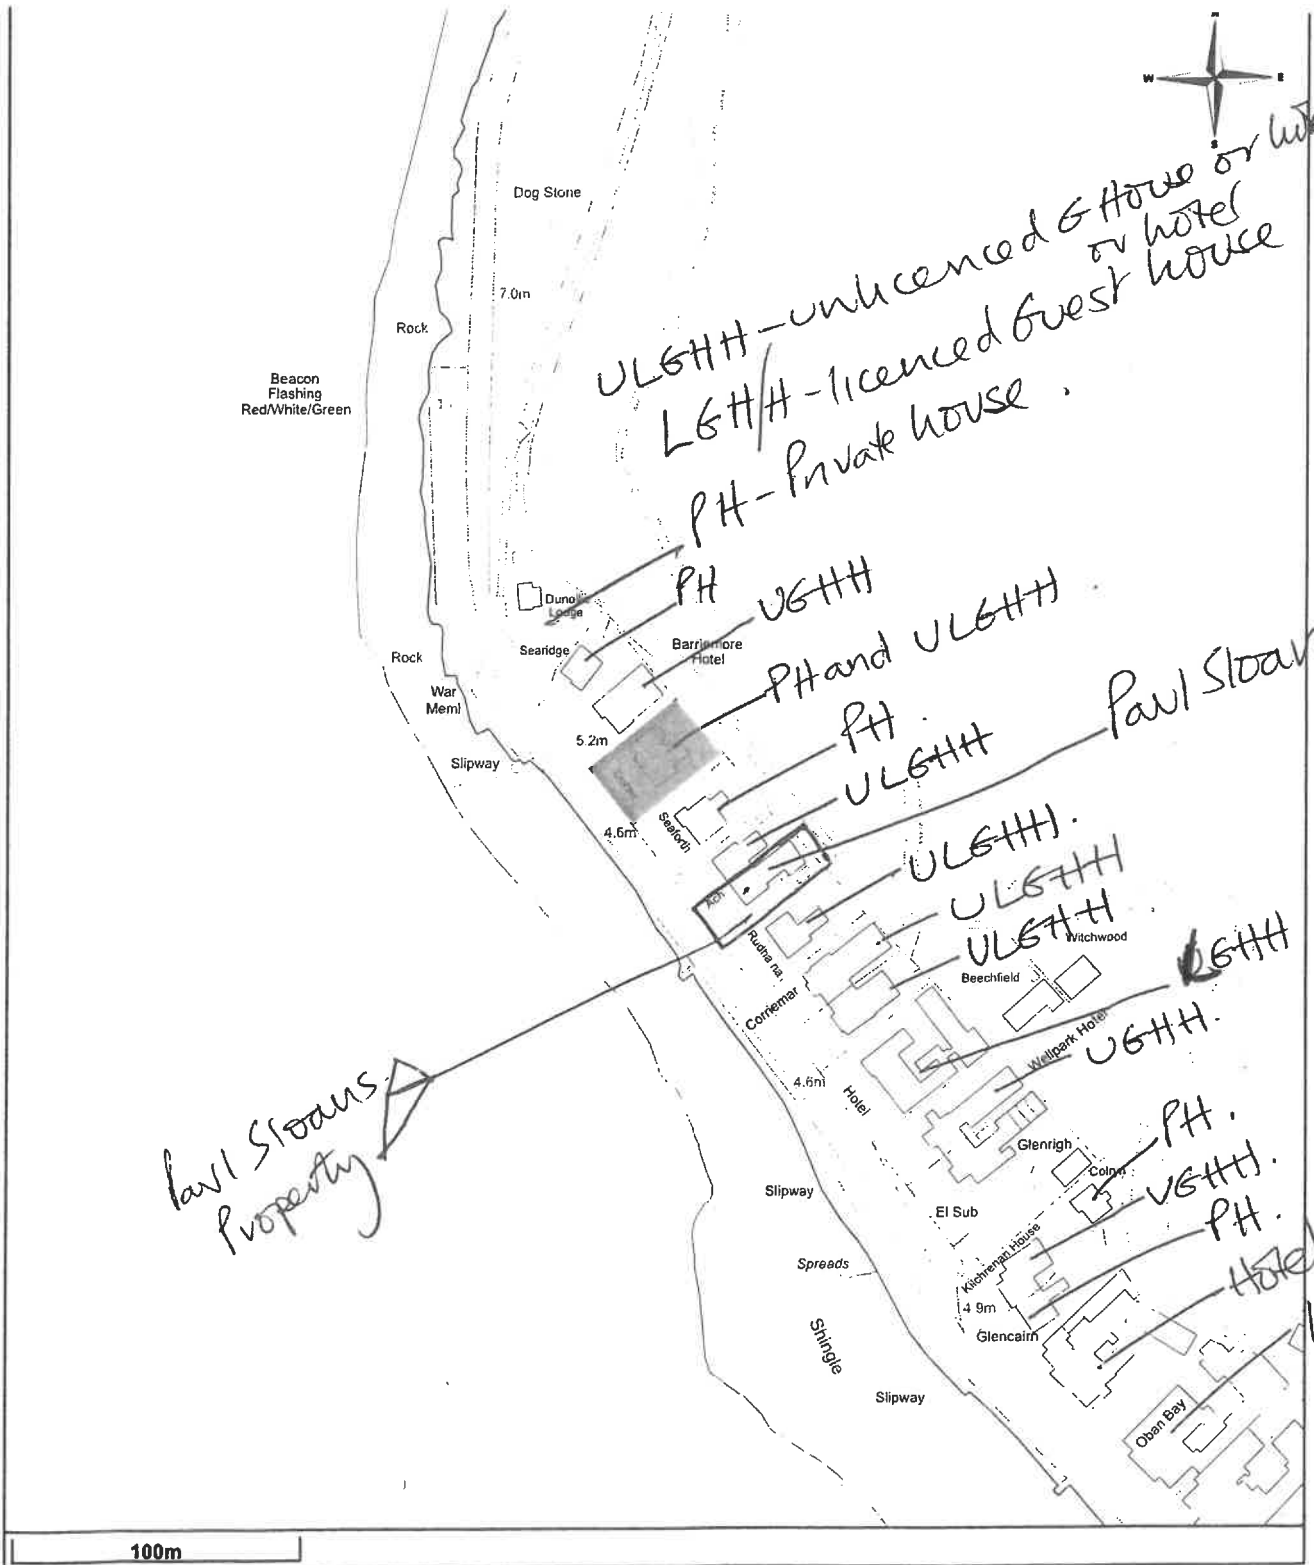 N
W E
S
Dog Stone
7.0m
Rock
Beacon
Flashing
Red/White/Green
ULGHH - unlicenced G House or
or hotel
LGH/H - licenced Guest house
PH - Private house.
PH
UGHH
Dunollie
Lodge
Searidge
Barriemore
Hotel
PH and ULGHH.
Rock
War
Meml
5.2m
Slipway
Paul Sloan
PH.
ULGHH
4.6m
Seaforth
ULGHH.
Ach
ULGHH
ULGHH.
Rudha na
Witchwood
Beechfield
LGHH
Corriemar
Wellpark Hotel
UGHH.
4.6m
Hotel
Paul Sloans
Property
Glenrigh
PH.
Colny
UGHH.
Slipway
El Sub
PH.
Kilchrenan House
Spreads
Hotel
4.9m
Glencairn
Shingle
Slipway
Oban Bay
100m